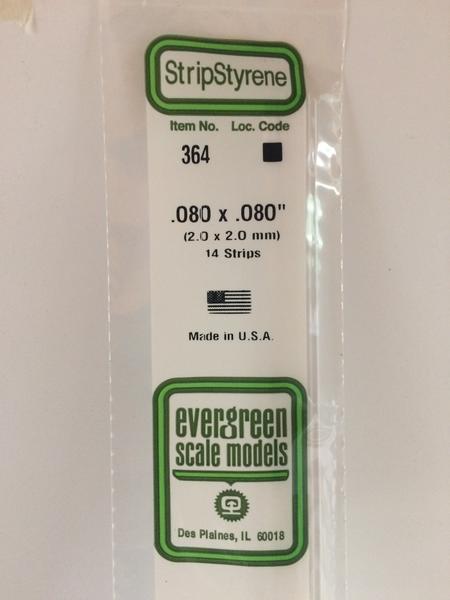 StripStyrene
Item No. Loc. Code
364
.080 x .080"
(2.0 x 2.0 mm)
14 Strips
Made in U.S.A.
evergreen
scale models
Des Plaines, IL 60018